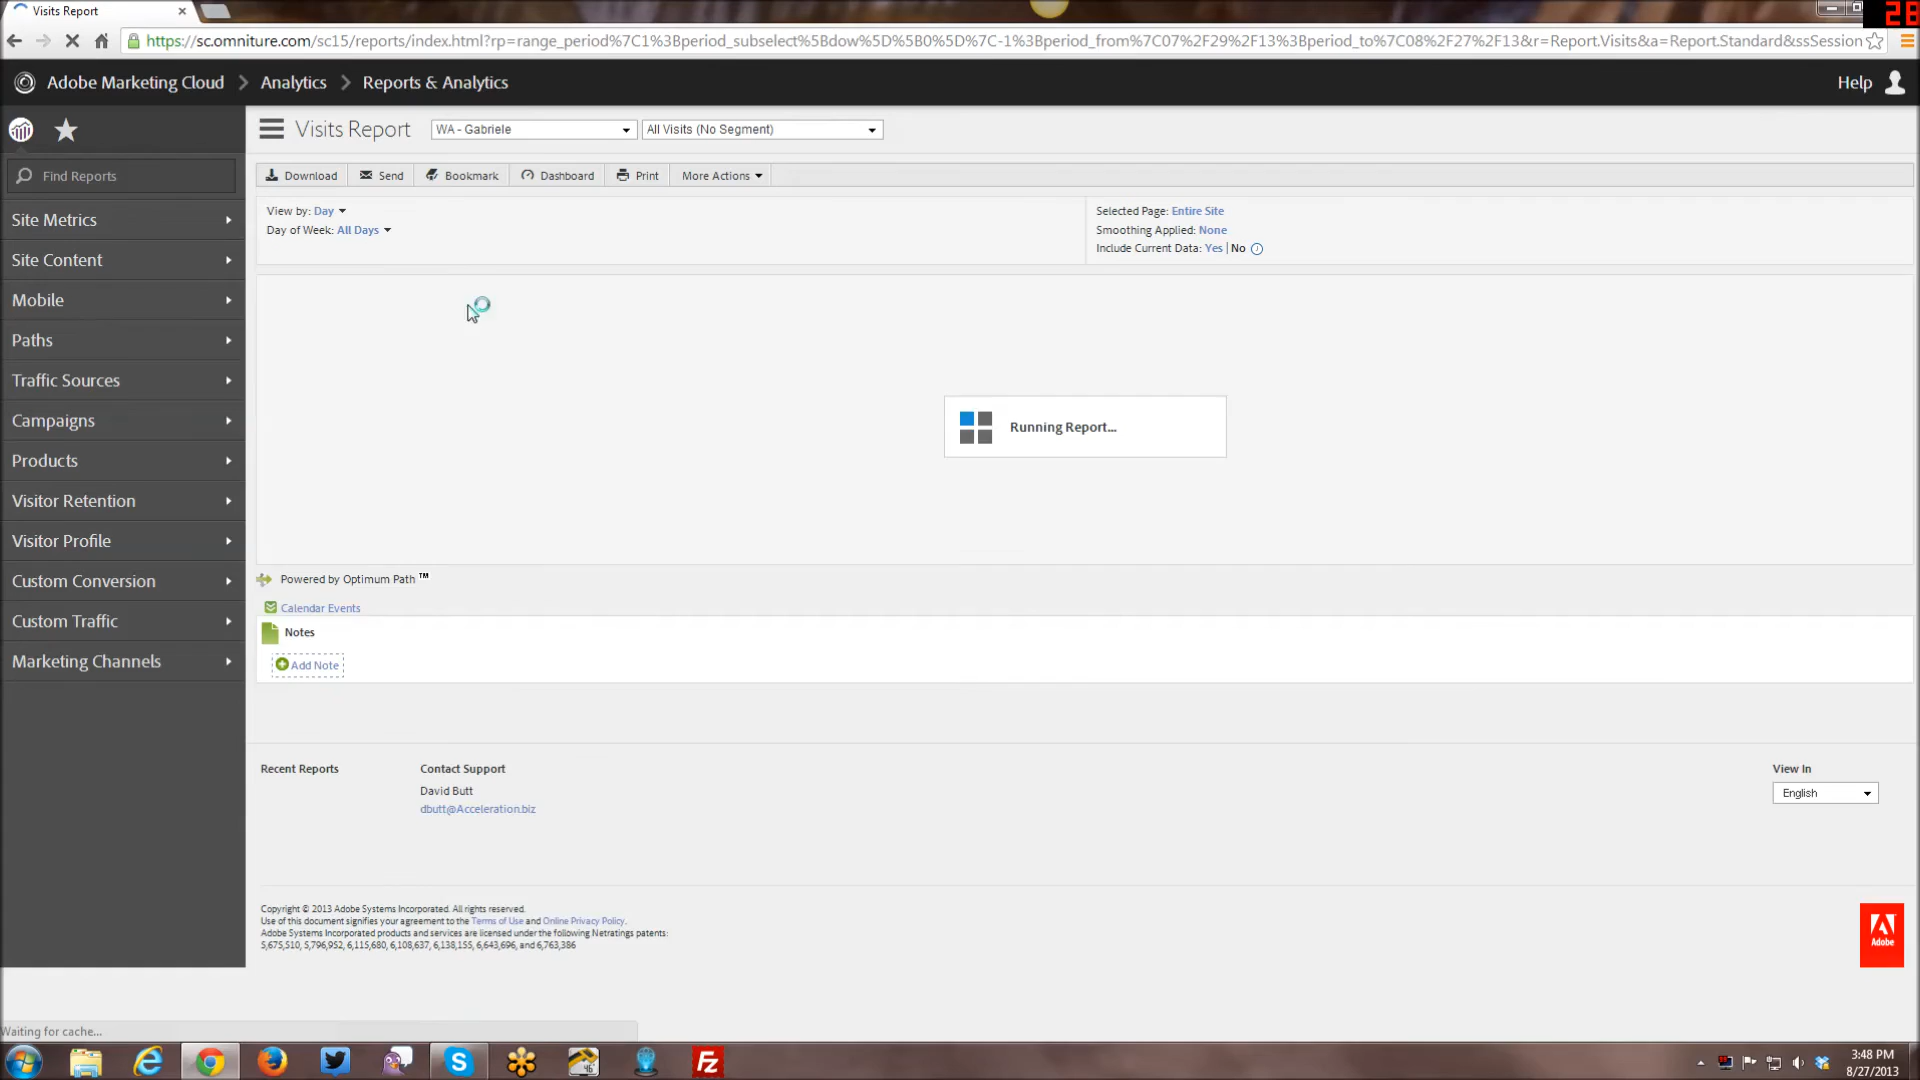 Visits Report
28
https://sc.omniture.com/sc15/reports/index.html?rp=range_period%7C1%3Bperiod_subselect%5Bdow%5D%5B0%5D%7C-1%3Bperiod_from%7C07%2F29%2F13%3Bperiod_to%7C08%2F27%2F13&r=Report.Visits&a=Report.Standard&ssSession
Adobe Marketing Cloud > Analytics > Reports & Analytics
Help
Visits Report
WA - Gabriele
All Visits (No Segment)
Find Reports
Download
Send
Bookmark
Dashboard
Print
More Actions
Site Metrics
Site Content
Mobile
Paths
Traffic Sources
Campaigns
Products
Visitor Retention
Visitor Profile
Custom Conversion
Custom Traffic
Marketing Channels
View by: Day
Day of Week: All Days
Selected Page: Entire Site
Smoothing Applied: None
Include Current Data: Yes | No
Running Report...
Powered by Optimum Path ™
Calendar Events
Notes
Add Note
Recent Reports
Contact Support
David Butt
dbutt@Acceleration.biz
View In
English
Copyright © 2013 Adobe Systems Incorporated. All rights reserved.
Use of this document signifies your agreement to the Terms of Use and Online Privacy Policy.
Adobe Systems Incorporated products and services are licensed under the following Netratings patents:
5,675,510, 5,796,952, 6,115,680, 6,108,637, 6,138,155, 6,643,696, and 6,763,386
Adobe
Waiting for cache...
3:48 PM
8/27/2013